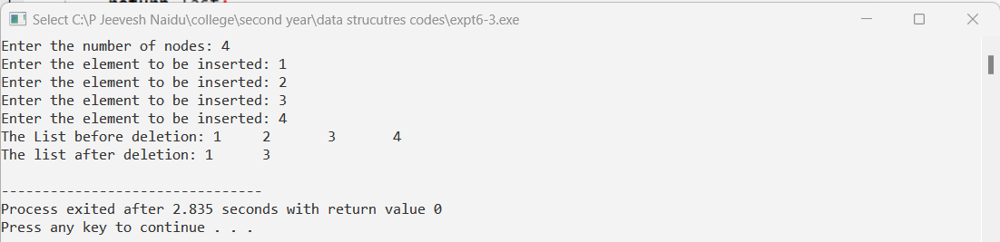 return last;
Select C:\P Jeevesh Naidu\college\second year\data strucutres codes\expt6-3.exe
Enter the number of nodes: 4
Enter the element to be inserted: 1
Enter the element to be inserted: 2
Enter the element to be inserted: 3
Enter the element to be inserted: 4
The List before deletion: 1 2 3 4
The list after deletion: 1 3
--------------------------------
Process exited after 2.835 seconds with return value 0
Press any key to continue . . .